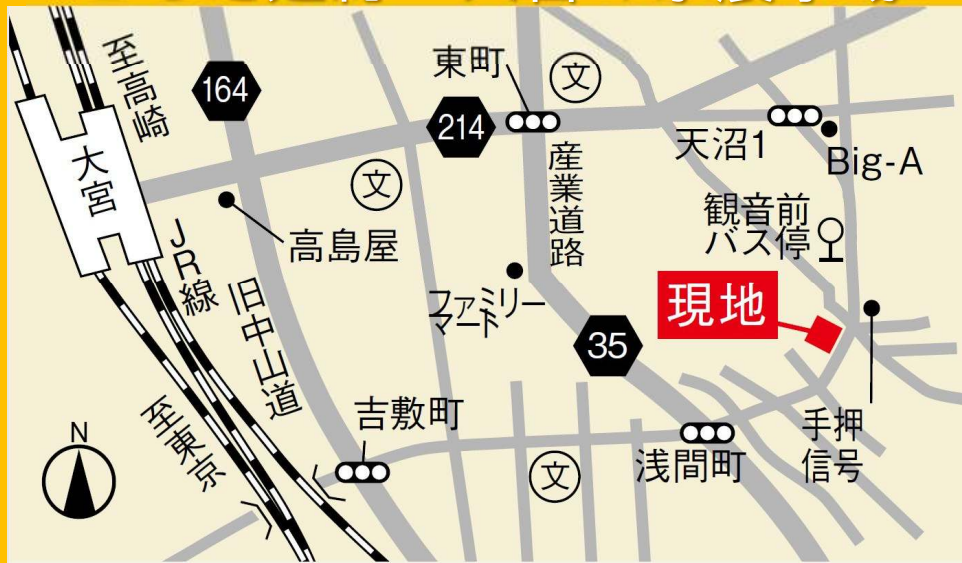 至高崎
164
東町
文
214
天沼1
Big-A
大宮
文
産業道路
観音前
バス停
高島屋
JR線
ファミリー
マート
現地
旧中山道
35
至東京
吉敷町
N
文
浅間町
手押
信号